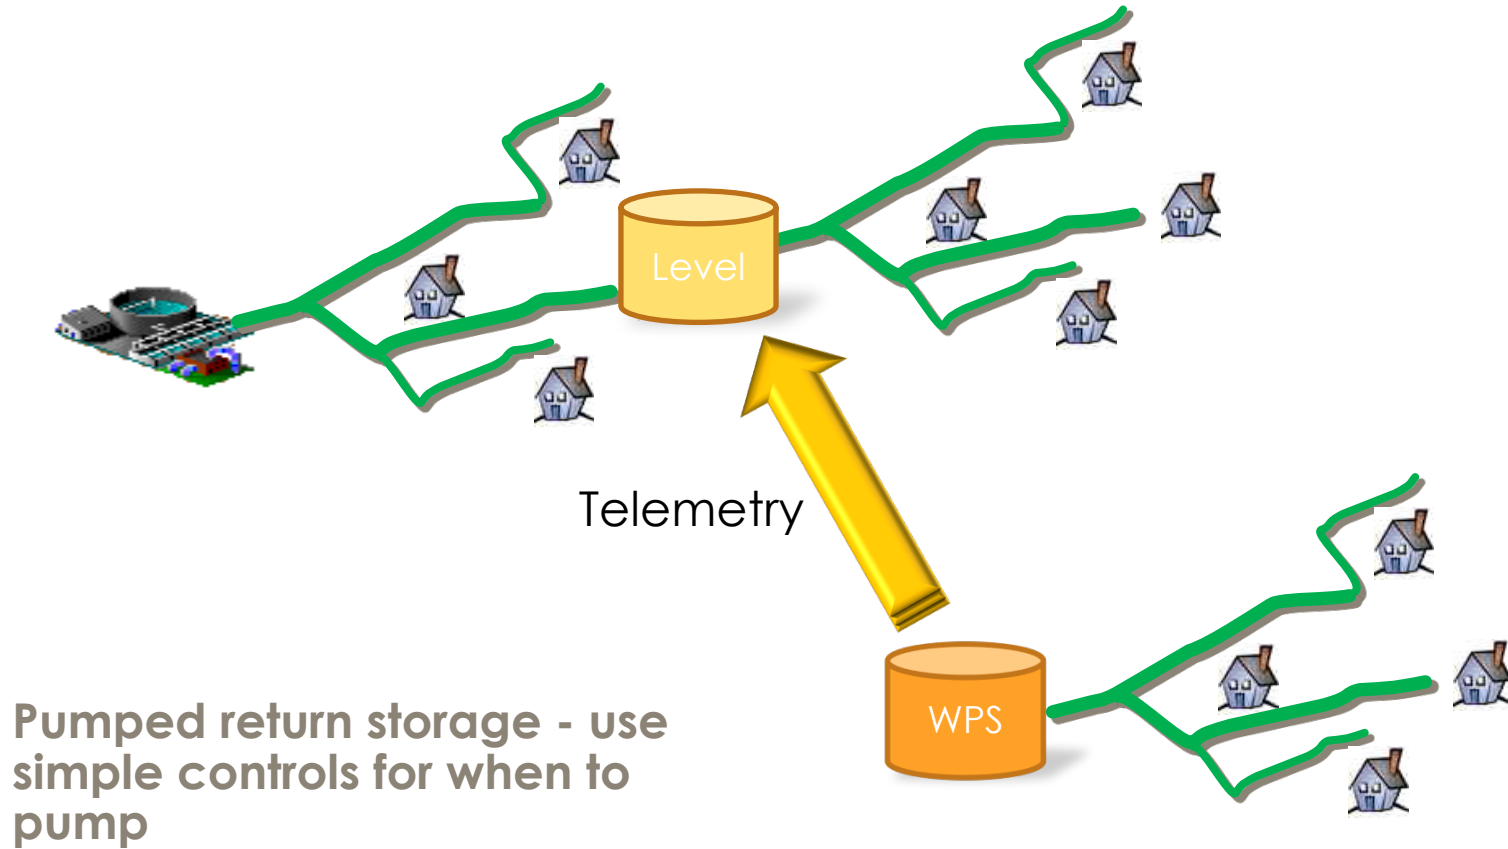 Level
Telemetry
WPS
Pumped return storage - use
simple controls for when to
pump